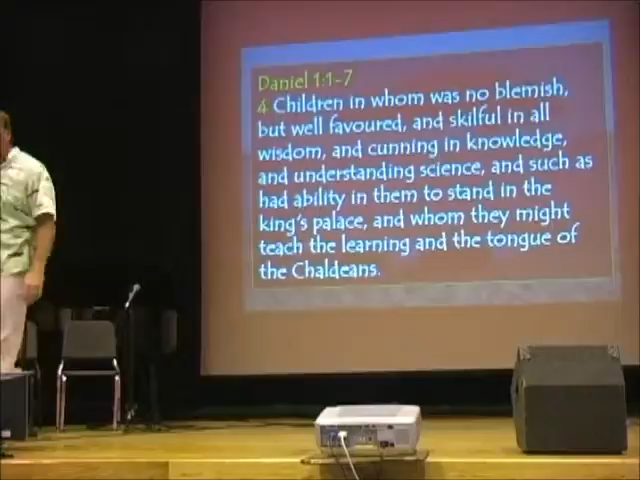 Daniel 1:1-7
4 Children in whom was no blemish,
but well favoured, and skilful in all
wisdom, and cunning in knowledge,
and understanding science, and such as
had ability in them to stand in the
king's palace, and whom they might
teach the learning and the tongue of
the Chaldeans.